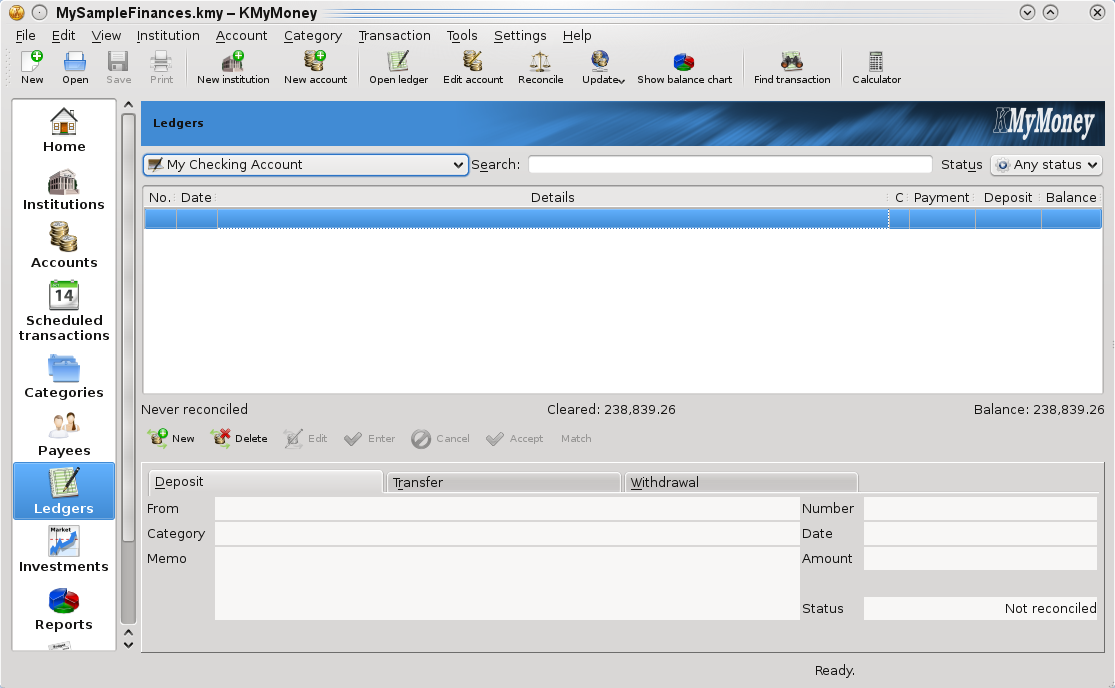 MySampleFinances.kmy – KMyMoney
File Edit View Institution Account Category Transaction Tools Settings Help
New Open Save Print New institution New account Open ledger Edit account Reconcile Update Show balance chart Find transaction Calculator
Home
Institutions
Accounts
14
Scheduled
transactions
Categories
Payees
Ledgers
Market
Investments
Reports
Ledgers
KMyMoney
My Checking Account Search: Status Any status
No. Date Details C Payment Deposit Balance
Never reconciled Cleared: 238,839.26 Balance: 238,839.26
New Delete Edit Enter Cancel Accept Match
Deposit Transfer Withdrawal
From Number
Category Date
Memo Amount
Status Not reconciled
Ready.